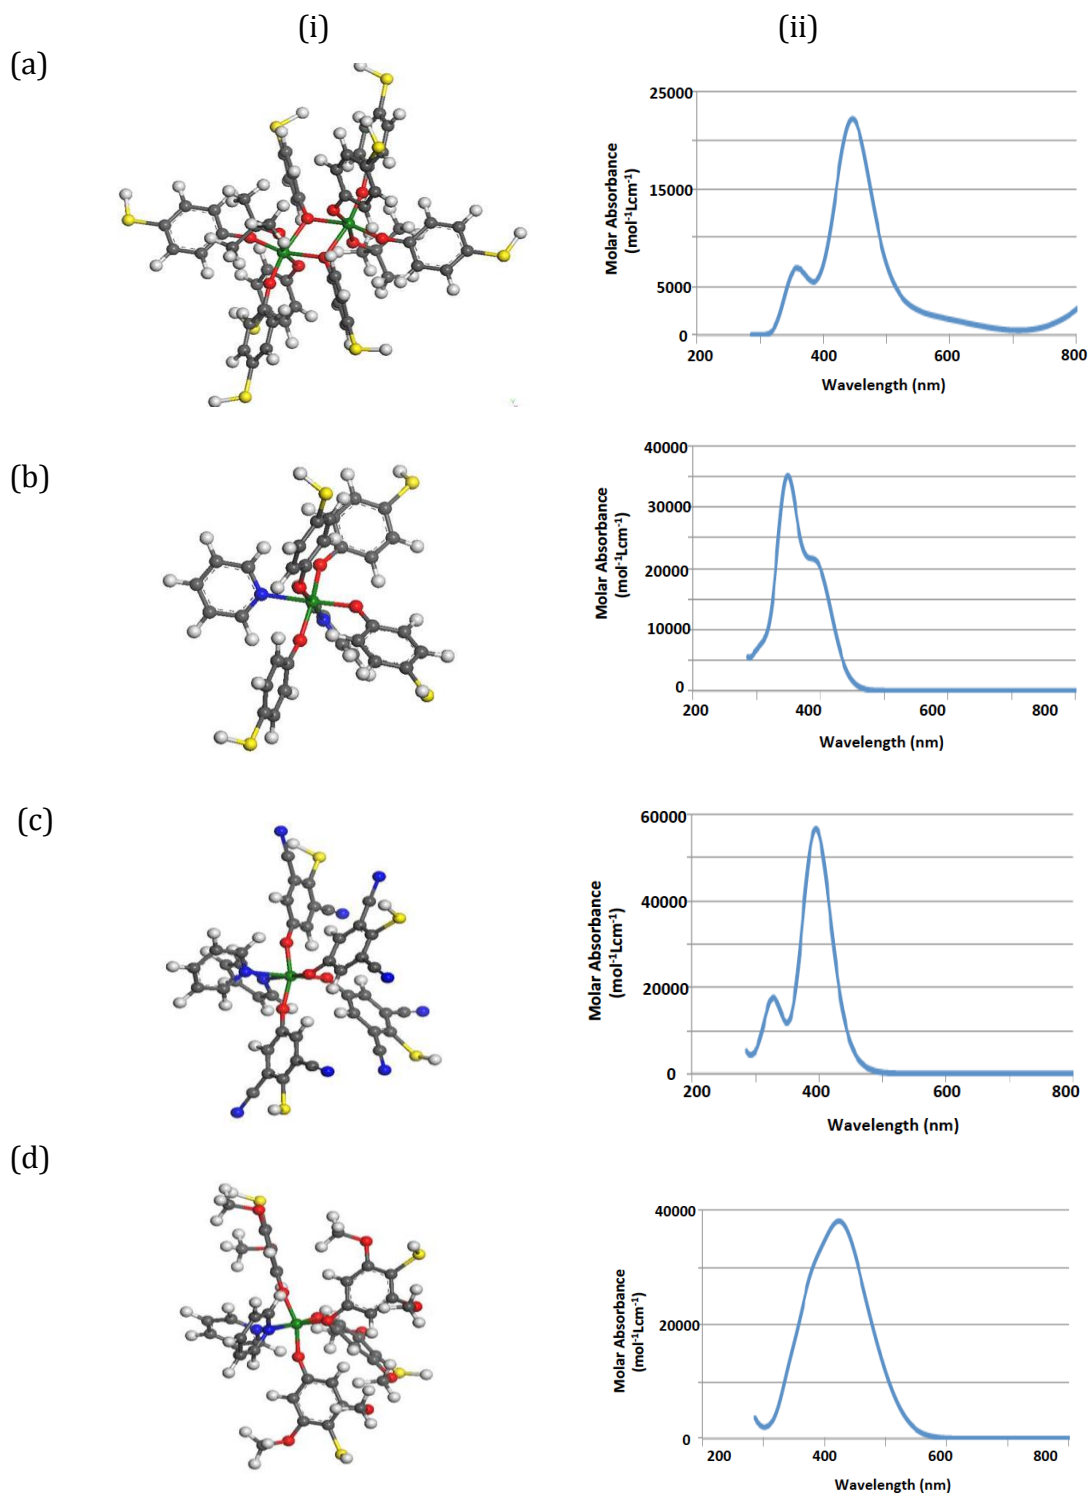 (i)
(ii)
(a)
25000
15000
5000
0
200
400
600
800
Molar Absorbance
(mol⁻¹Lcm⁻¹)
Wavelength (nm)
(b)
40000
30000
20000
10000
0
200
400
600
800
Molar Absorbance
(mol⁻¹Lcm⁻¹)
Wavelength (nm)
(c)
60000
40000
20000
0
200
400
600
800
Molar Absorbance
(mol⁻¹Lcm⁻¹)
Wavelength (nm)
(d)
40000
20000
0
200
400
600
800
Molar Absorbance
(mol⁻¹Lcm⁻¹)
Wavelength (nm)